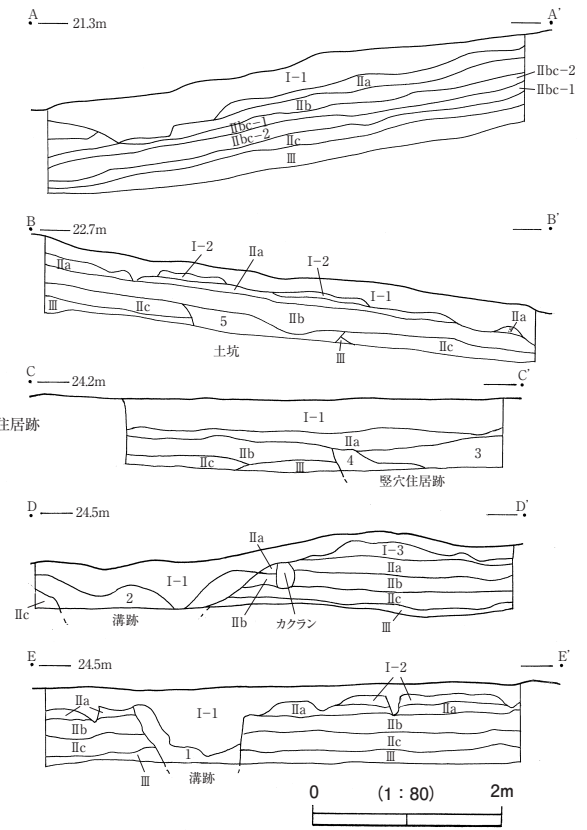 A A'
21.3m
Ⅰ-1 Ⅱa Ⅱbc-2
Ⅱb Ⅱbc-1
Ⅱbc-1
Ⅱbc-2 Ⅱc
Ⅲ
B B'
22.7m
Ⅰ-2 Ⅱa
Ⅰ-2
Ⅱa Ⅰ-1
Ⅲ Ⅱc 5 Ⅱb Ⅱa
Ⅲ Ⅱc
土坑
C C'
24.2m
住居跡
Ⅰ-1
Ⅱa
Ⅱb 3
Ⅱc Ⅲ 4
竪穴住居跡
D D'
24.5m
Ⅱa Ⅰ-3
Ⅰ-1 Ⅱa
2 Ⅱb
Ⅱc Ⅱc
溝跡 Ⅱb カクラン Ⅲ
E E'
24.5m
Ⅰ-2
Ⅱa Ⅰ-1 Ⅱa Ⅱa
Ⅱb Ⅱb
Ⅱc Ⅱc
1 Ⅲ
Ⅲ 溝跡
0 (1:80) 2m